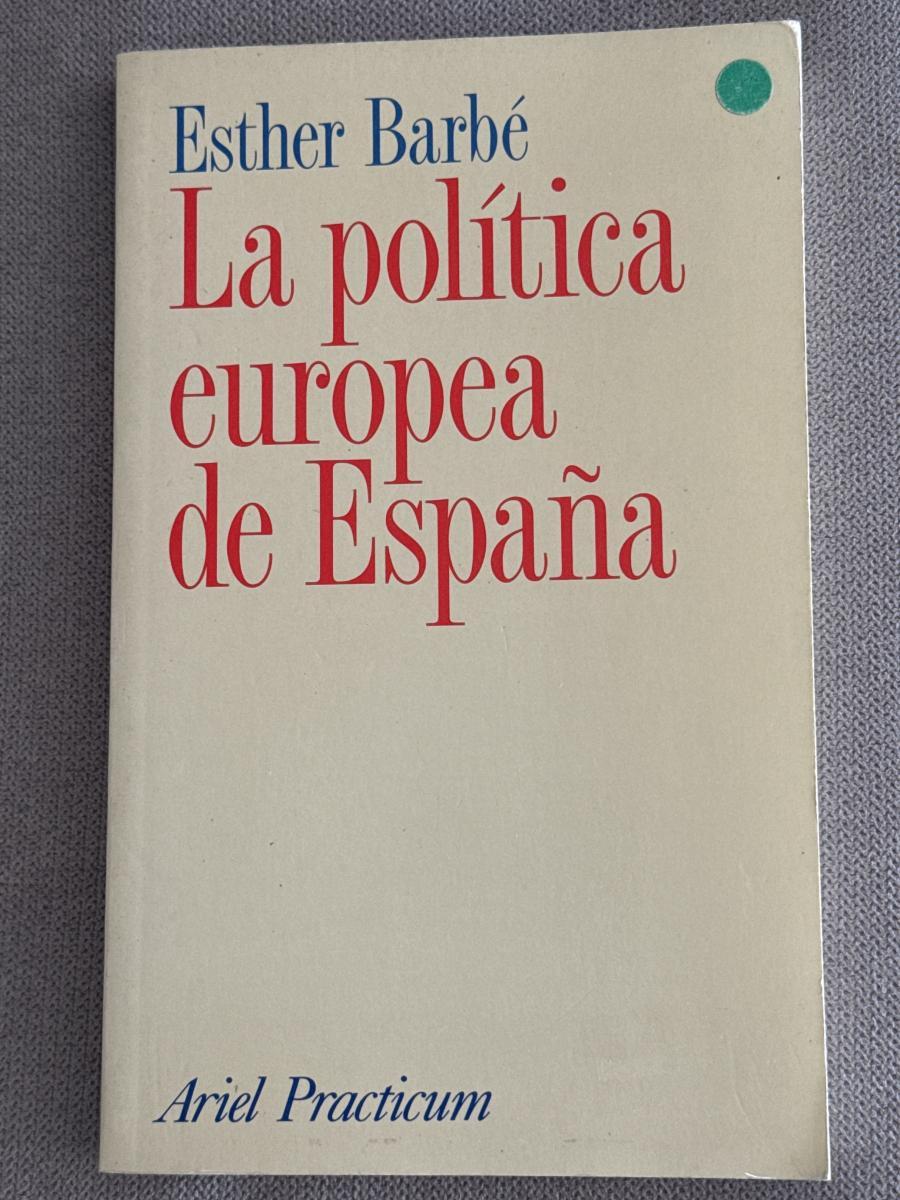 Esther Barbé
La política
europea
de España
Ariel Practicum